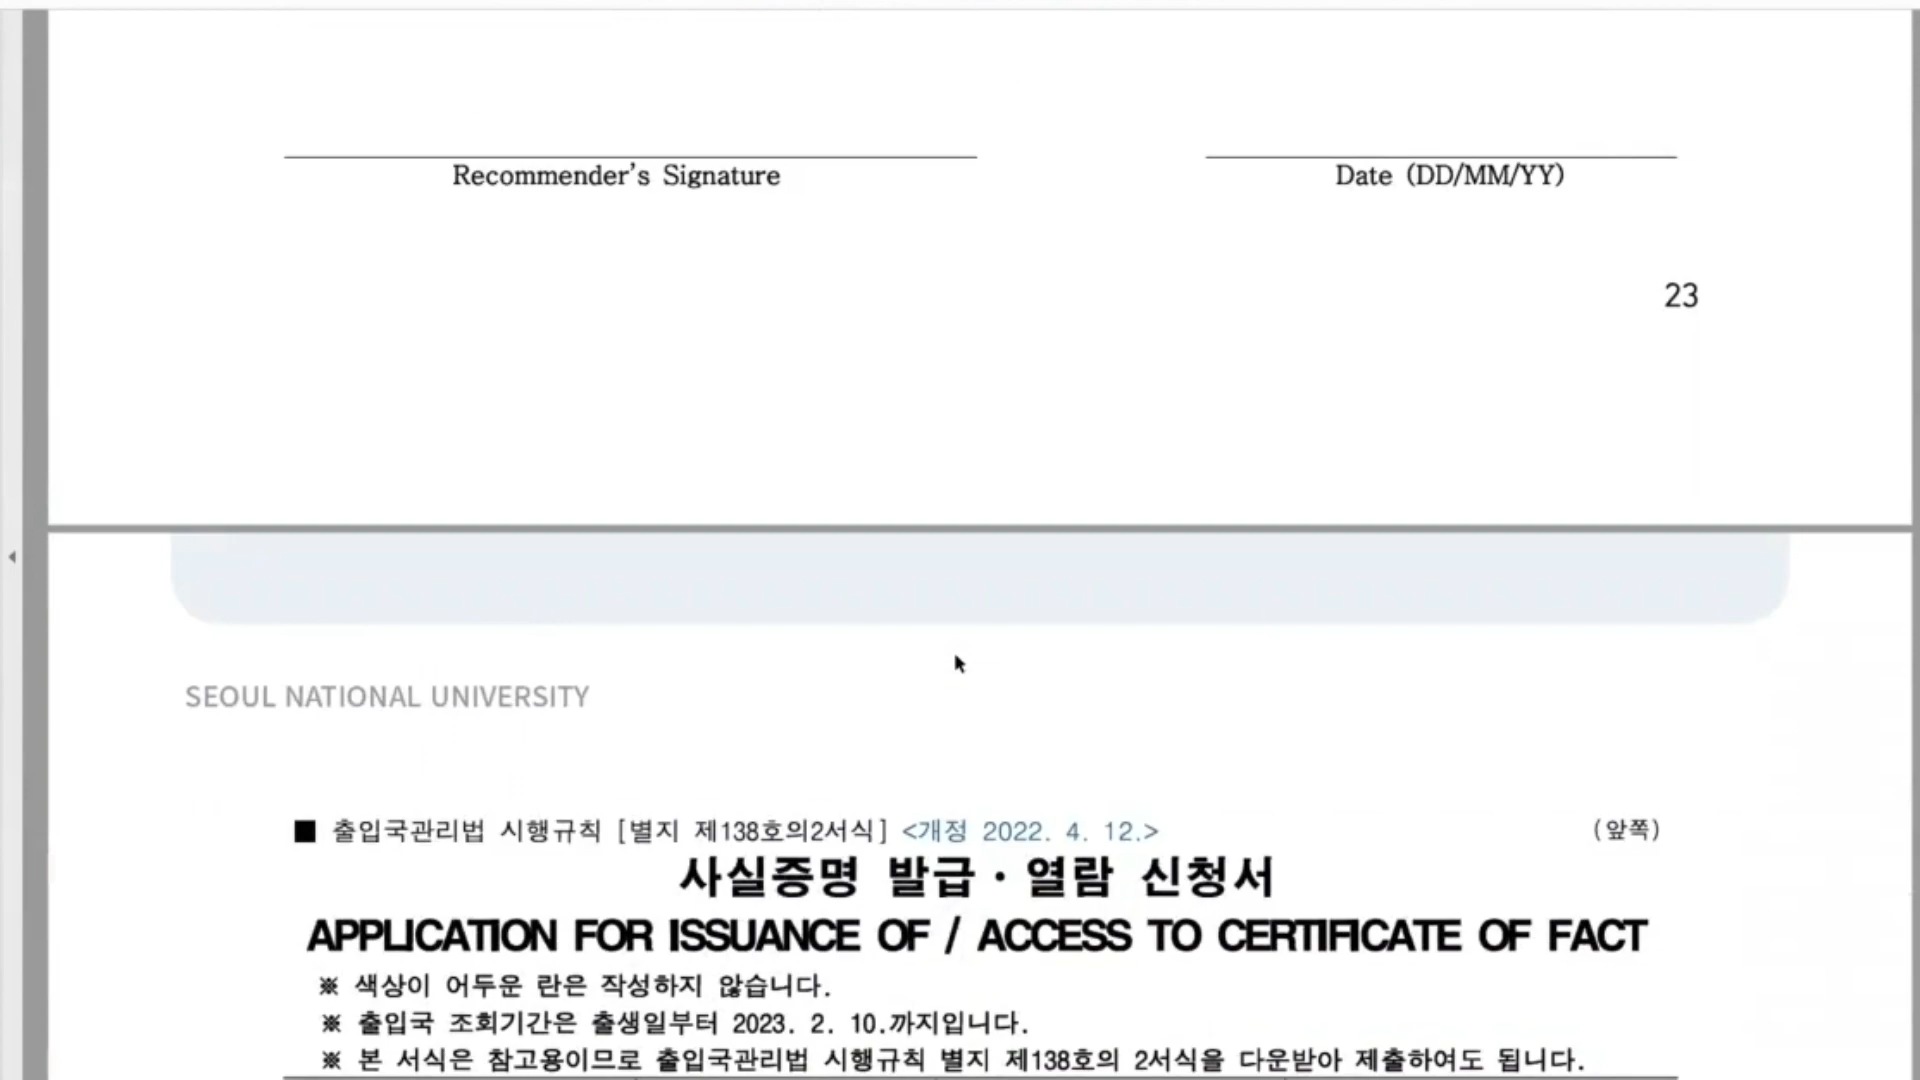 Recommender's Signature
Date (DD/MM/YY)
23
SEOUL NATIONAL UNIVERSITY
■ 출입국관리법 시행규칙 [별지 제138호의2서식] <개정 2022. 4. 12.>
(앞쪽)
사실증명 발급·열람 신청서
APPLICATION FOR ISSUANCE OF / ACCESS TO CERTIFICATE OF FACT
※ 색상이 어두운 란은 작성하지 않습니다.
※ 출입국 조회기간은 출생일부터 2023. 2. 10.까지입니다.
※ 본 서식은 참고용이므로 출입국관리법 시행규칙 별지 제138호의 2서식을 다운받아 제출하여도 됩니다.